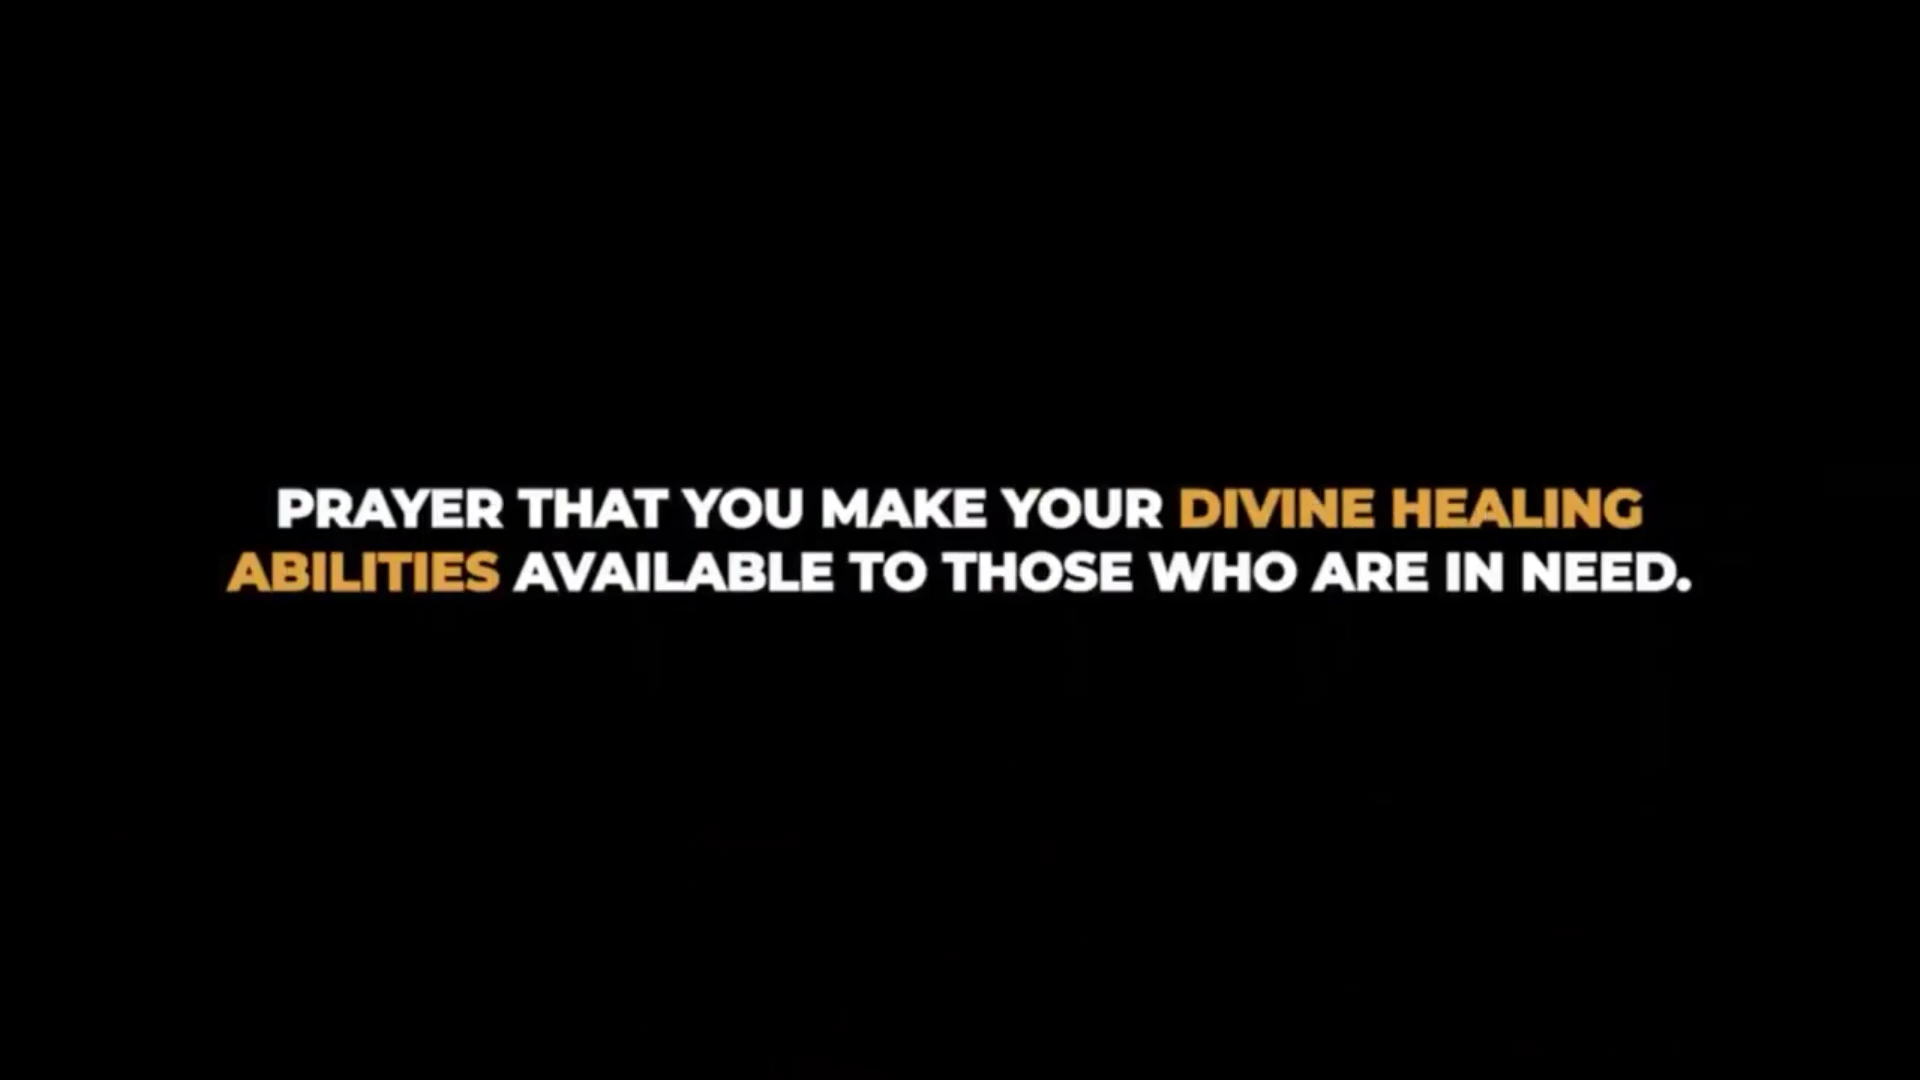 PRAYER THAT YOU MAKE YOUR DIVINE HEALING
ABILITIES AVAILABLE TO THOSE WHO ARE IN NEED.